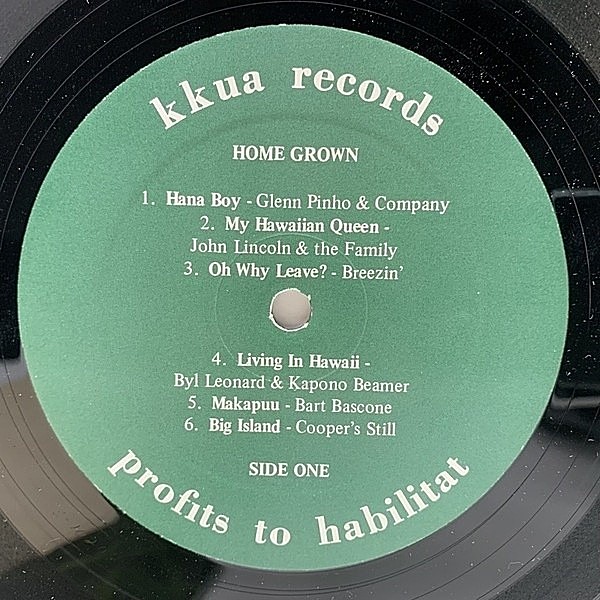 kkua records
HOME GROWN
1. Hana Boy - Glenn Pinho & Company
2. My Hawaiian Queen -
John Lincoln & the Family
3. Oh Why Leave? - Breezin'
4. Living In Hawaii -
Byl Leonard & Kapono Beamer
5. Makapuu - Bart Bascone
6. Big Island - Cooper's Still
SIDE ONE
profits to habilitat